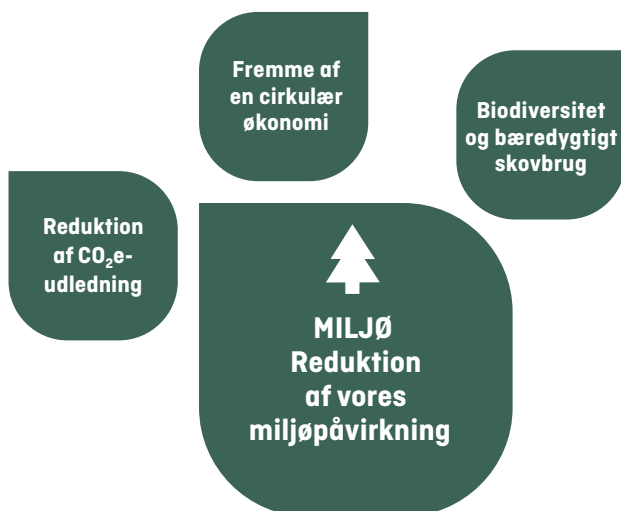 Fremme af
en cirkulær
økonomi
Biodiversitet
og bæredygtigt
skovbrug
Reduktion
af CO₂e-
udledning
MILJØ
Reduktion
af vores
miljøpåvirkning